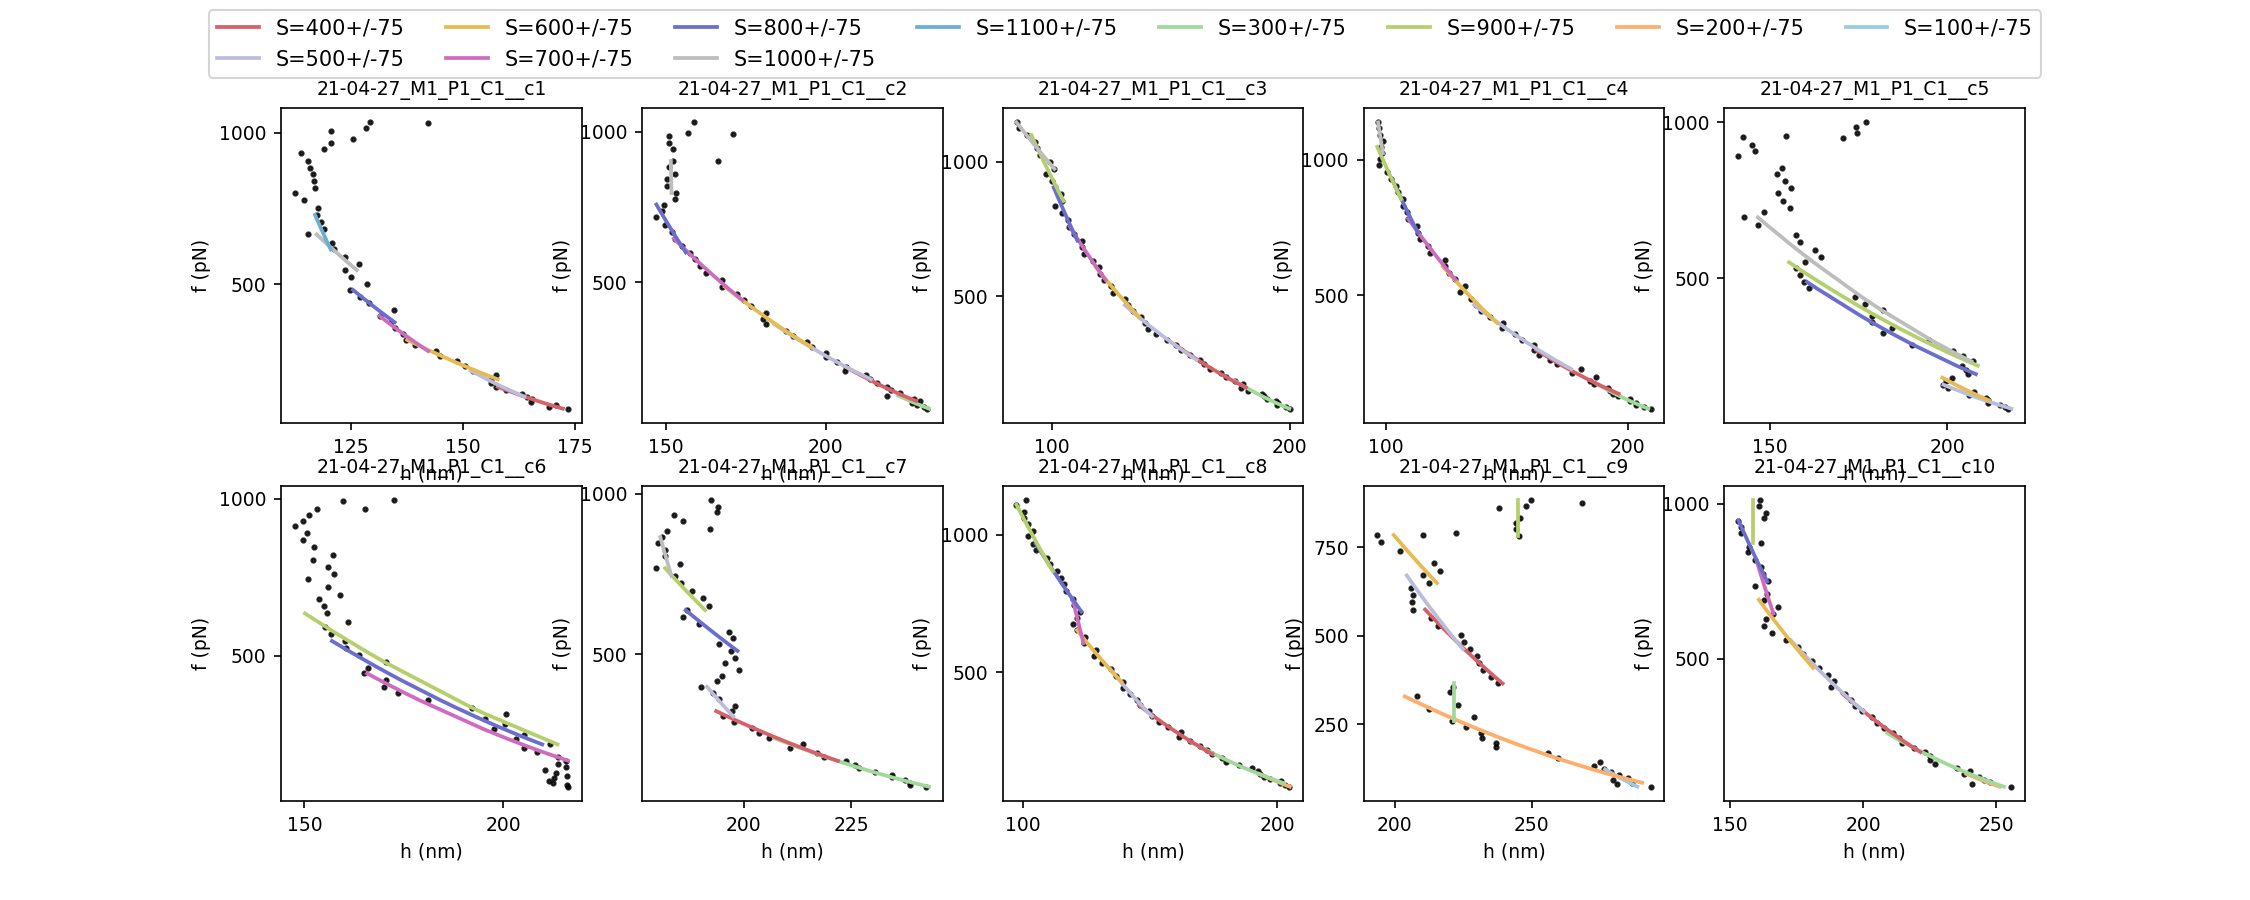 S=400+/-75 S=600+/-75 S=800+/-75 S=1100+/-75 S=300+/-75 S=900+/-75 S=200+/-75 S=100+/-75
S=500+/-75 S=700+/-75 S=1000+/-75
21-04-27_M1_P1_C1__c1
f (pN)
1000
500
125 150 175
h (nm)
21-04-27_M1_P1_C1__c2
f (pN)
1000
500
150 200
h (nm)
21-04-27_M1_P1_C1__c3
f (pN)
1000
500
100 200
h (nm)
21-04-27_M1_P1_C1__c4
f (pN)
1000
500
100 200
h (nm)
21-04-27_M1_P1_C1__c5
f (pN)
1000
500
150 200
h (nm)
21-04-27_M1_P1_C1__c6
f (pN)
1000
500
150 200
h (nm)
21-04-27_M1_P1_C1__c7
f (pN)
1000
500
200 225
h (nm)
21-04-27_M1_P1_C1__c8
f (pN)
1000
500
100 200
h (nm)
21-04-27_M1_P1_C1__c9
f (pN)
750
500
250
200 250
h (nm)
21-04-27_M1_P1_C1__c10
f (pN)
1000
500
150 200 250
h (nm)